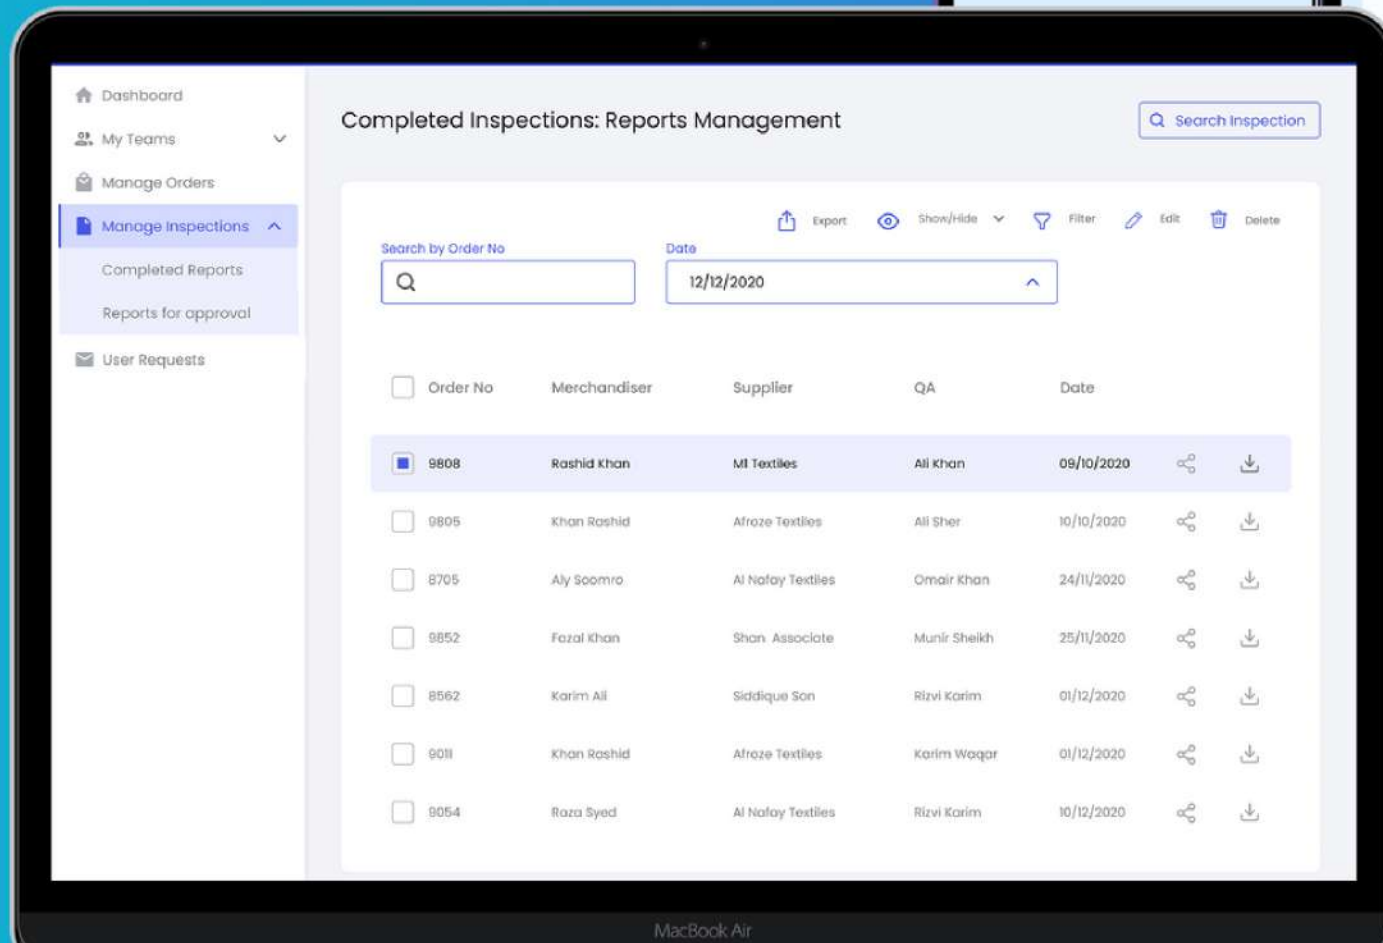 Dashboard
My Teams
Manage Orders
Manage Inspections
Completed Reports
Reports for approval
User Requests
Completed Inspections: Reports Management
Search Inspection
Export Show/Hide Filter Edit Delete
Search by Order No Date
12/12/2020
Order No Merchandiser Supplier QA Date
9808 Rashid Khan MI Textiles Ali Khan 09/10/2020
9805 Khan Rashid Afroze Textiles Ali Sher 10/10/2020
8705 Aly Soomro Al Nafay Textiles Omair Khan 24/11/2020
9852 Fazal Khan Shan Associate Munir Sheikh 25/11/2020
8562 Karim Ali Siddique Son Rizvi Karim 01/12/2020
9011 Khan Rashid Afroze Textiles Karim Waqar 01/12/2020
9054 Raza Syed Al Nafay Textiles Rizvi Karim 10/12/2020
MacBook Air